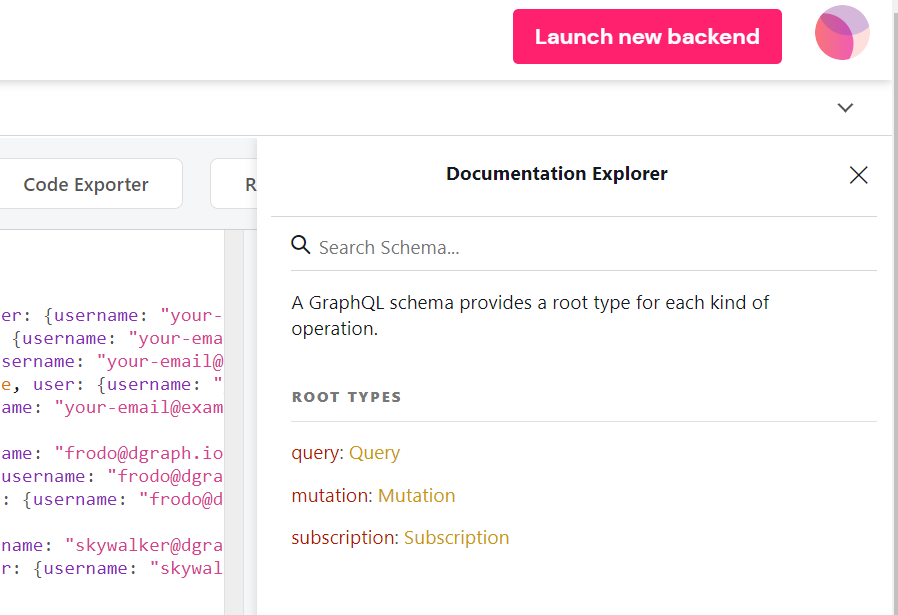 Launch new backend
Code Exporter
R
Documentation Explorer
Search Schema...
A GraphQL schema provides a root type for each kind of
operation.
ROOT TYPES
query: Query
mutation: Mutation
subscription: Subscription
er: {username: "your-
{username: "your-ema
sername: "your-email@
e, user: {username: "
ame: "your-email@exam
ame: "frodo@dgraph.io
username: "frodo@dgra
: {username: "frodo@d
name: "skywalker@dgra
r: {username: "skywal